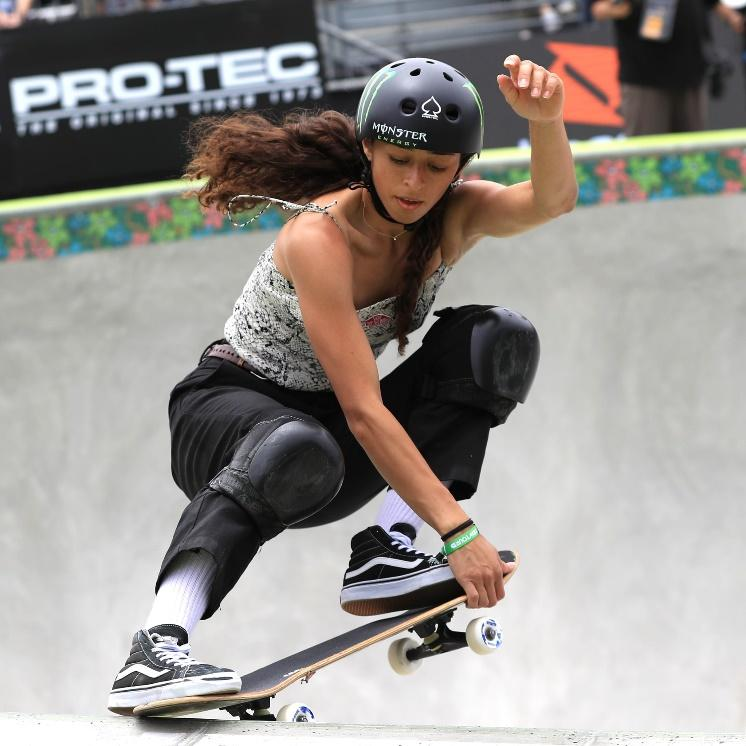 PRO-TEC
THE ORIGINAL SINCE 1973
MONSTER
ENERGY